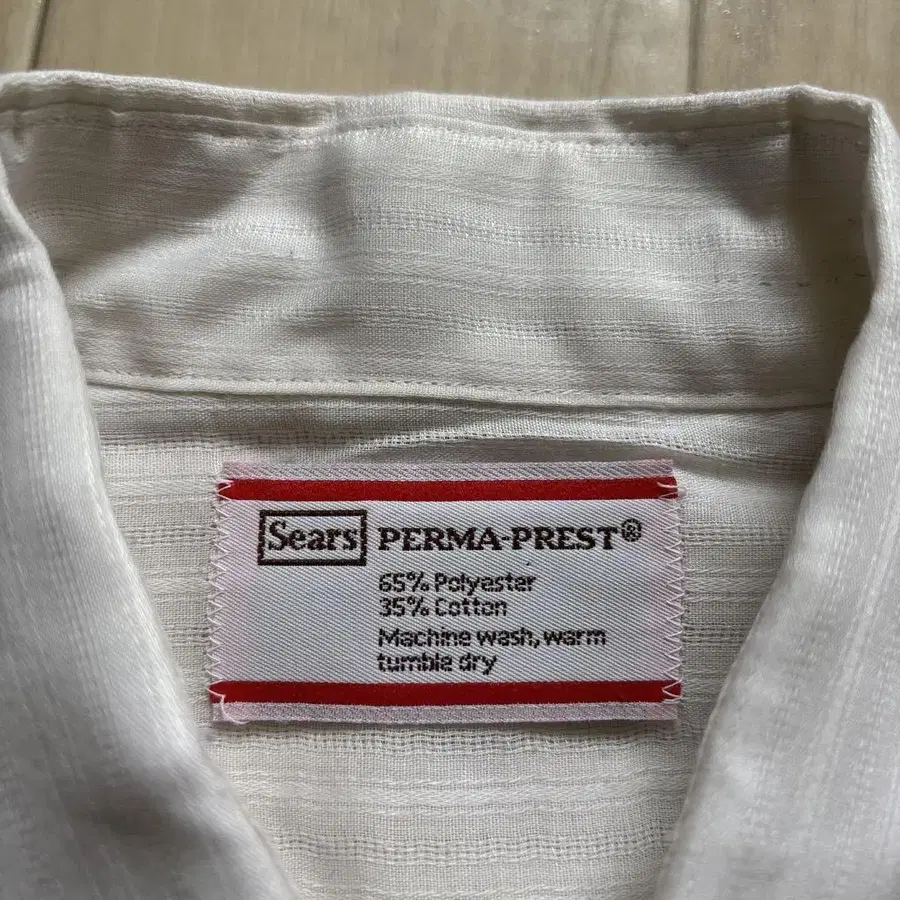 Sears PERMA-PREST®
65% Polyester
35% Cotton
Machine wash, warm
tumble dry